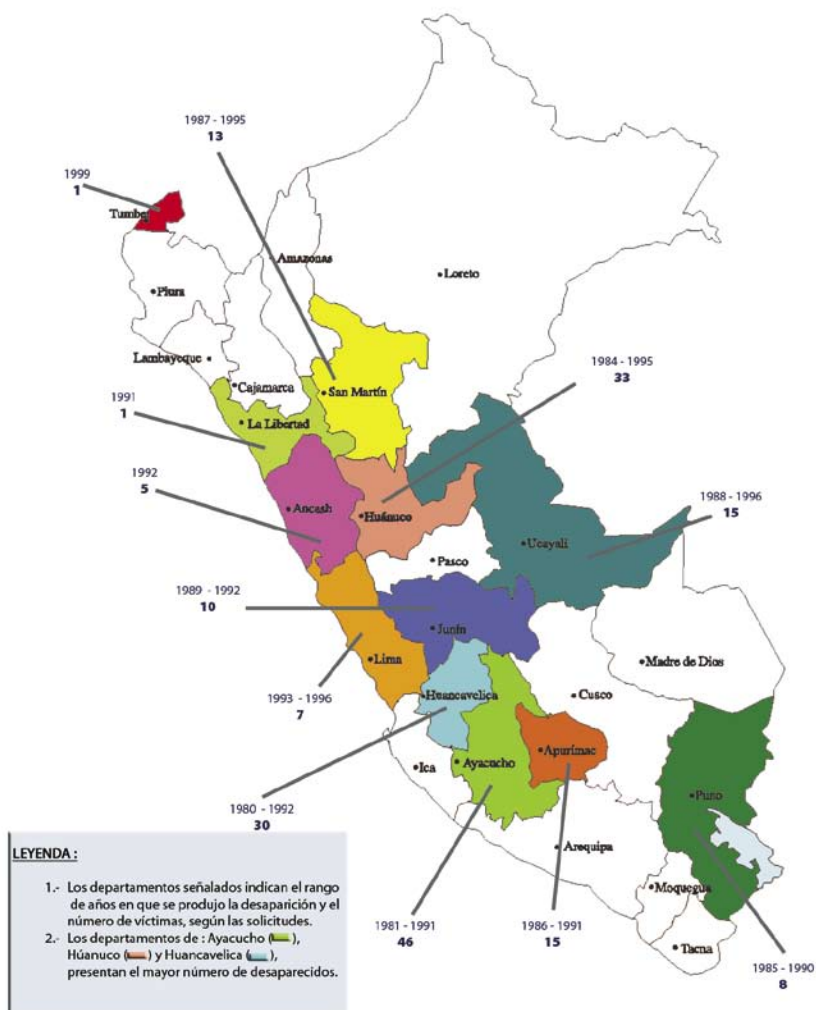 1987 - 1995
13
1999
1
Tumbe
Amazonas
Loreto
Piura
Lambayeque
Cajamarca
San Martín
1984 - 1995
33
1991
1
La Libertad
1992
5
Ancash
Huánuco
1988 - 1996
15
Ucayali
Pasco
1989 - 1992
10
Junín
Lima
Madre de Dios
1993 - 1996
7
Huancavelica
Cusco
Ica
Ayacucho
Apurímac
Puno
1980 - 1992
30
Arequipa
Moquegua
Tacna
1981 - 1991
46
1986 - 1991
15
1985 - 1990
8
LEYENDA :
1.- Los departamentos señalados indican el rango
de años en que se produjo la desaparición y el
número de víctimas, según las solicitudes.
2.- Los departamentos de : Ayacucho ( ),
Húanuco ( ) y Huancavelica ( ),
presentan el mayor número de desaparecidos.